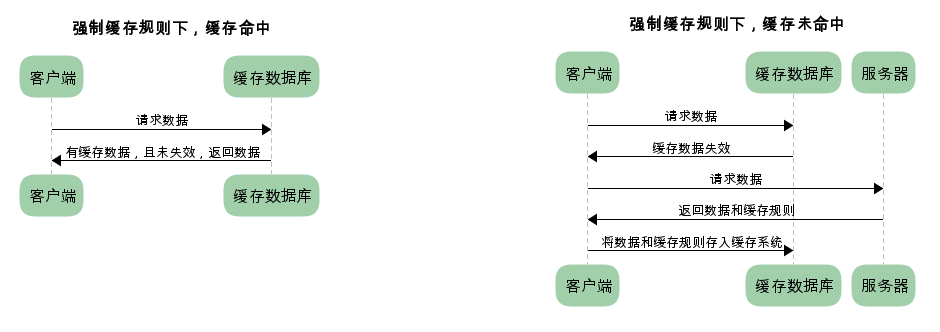 强制缓存规则下，缓存命中
客户端
缓存数据库
请求数据
有缓存数据，且未失效，返回数据
客户端
缓存数据库
强制缓存规则下，缓存未命中
客户端
缓存数据库
服务器
请求数据
缓存数据失效
请求数据
返回数据和缓存规则
将数据和缓存规则存入缓存系统
客户端
缓存数据库
服务器